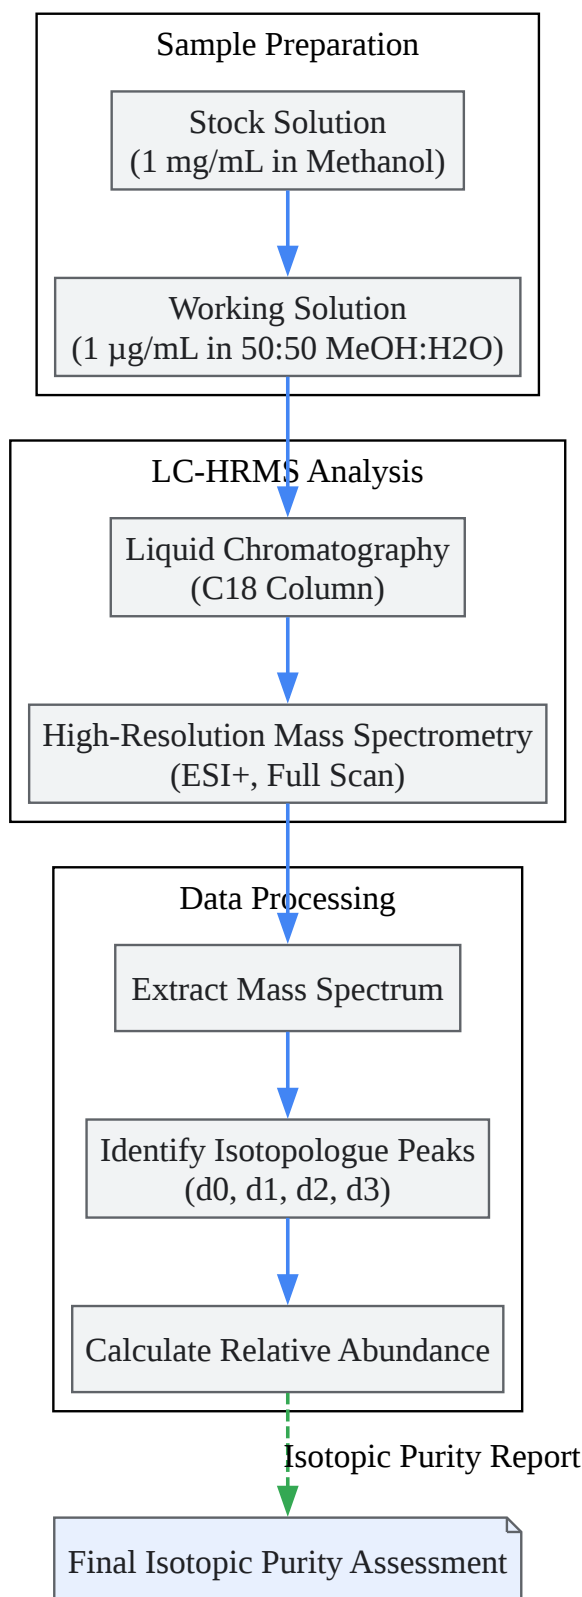 Sample Preparation
Stock Solution
(1 mg/mL in Methanol)
Working Solution
(1 µg/mL in 50:50 MeOH:H2O)
LC-HRMS Analysis
Liquid Chromatography
(C18 Column)
High-Resolution Mass Spectrometry
(ESI+, Full Scan)
Data Processing
Extract Mass Spectrum
Identify Isotopologue Peaks
(d0, d1, d2, d3)
Calculate Relative Abundance
Isotopic Purity Report
Final Isotopic Purity Assessment